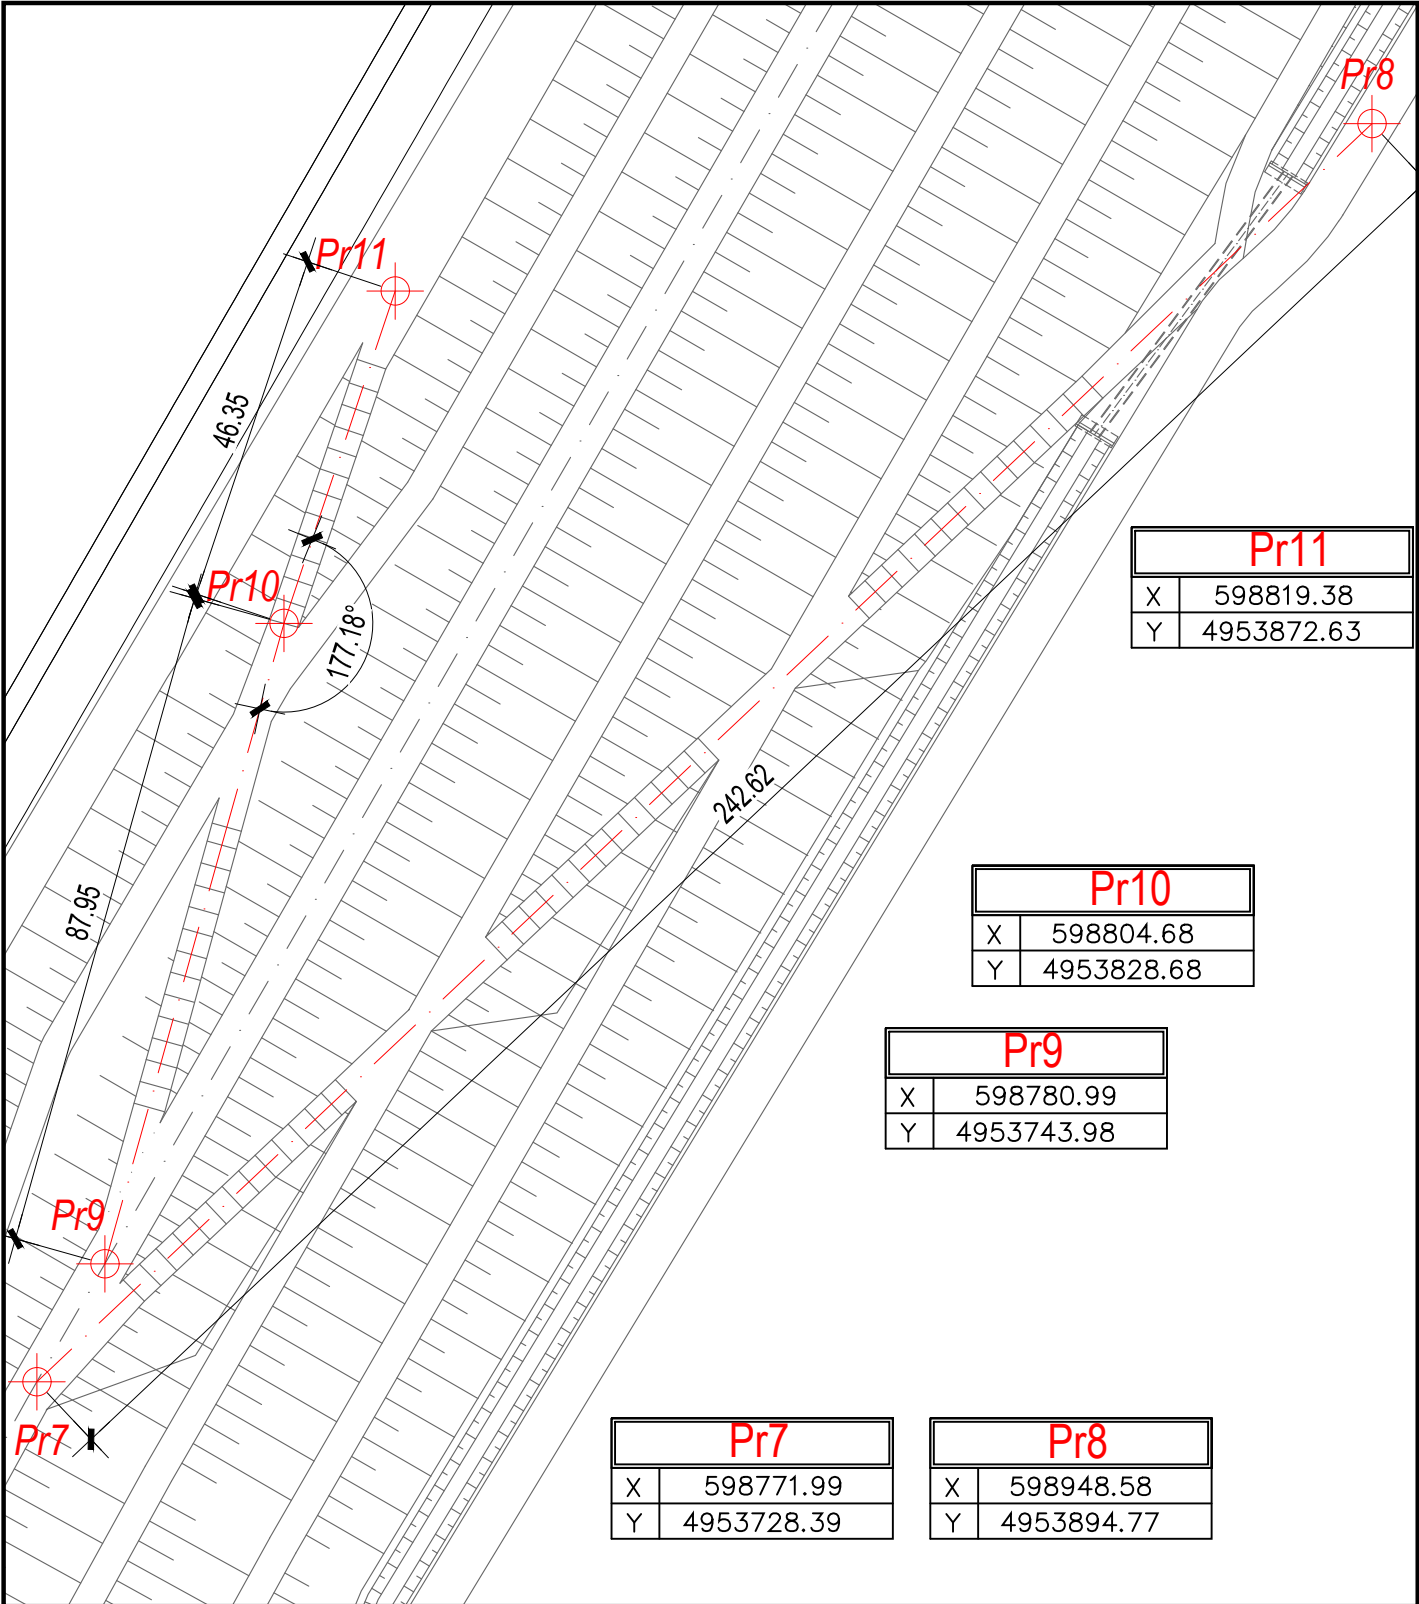 Pr8
Pr11
46.35
Pr10
177.18°
87.95
242.62
Pr9
Pr7
Pr11
X 598819.38
Y 4953872.63
Pr10
X 598804.68
Y 4953828.68
Pr9
X 598780.99
Y 4953743.98
Pr7
X 598771.99
Y 4953728.39
Pr8
X 598948.58
Y 4953894.77